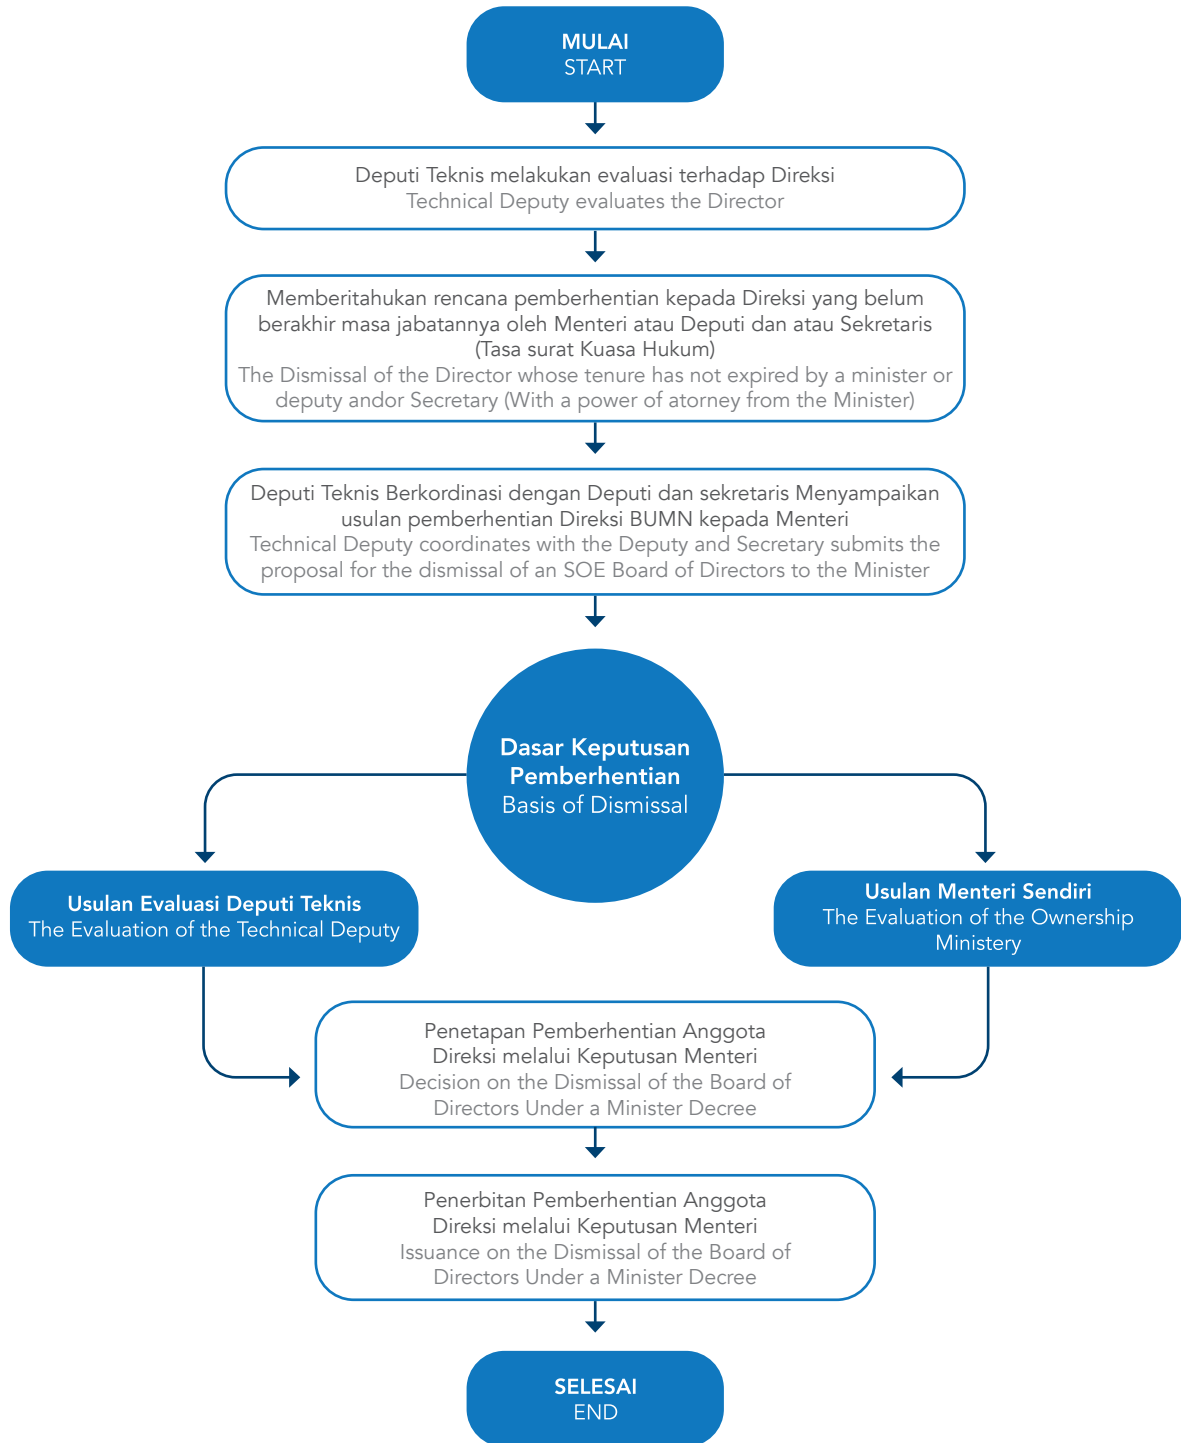 MULAI
START
Deputi Teknis melakukan evaluasi terhadap Direksi
Technical Deputy evaluates the Director
Memberitahukan rencana pemberhentian kepada Direksi yang belum
berakhir masa jabatannya oleh Menteri atau Deputi dan atau Sekretaris
(Tasa surat Kuasa Hukum)
The Dismissal of the Director whose tenure has not expired by a minister or
deputy andor Secretary (With a power of atorney from the Minister)
Deputi Teknis Berkordinasi dengan Deputi dan sekretaris Menyampaikan
usulan pemberhentian Direksi BUMN kepada Menteri
Technical Deputy coordinates with the Deputy and Secretary submits the
proposal for the dismissal of an SOE Board of Directors to the Minister
Dasar Keputusan
Pemberhentian
Basis of Dismissal
Usulan Evaluasi Deputi Teknis
The Evaluation of the Technical Deputy
Usulan Menteri Sendiri
The Evaluation of the Ownership
Ministery
Penetapan Pemberhentian Anggota
Direksi melalui Keputusan Menteri
Decision on the Dismissal of the Board of
Directors Under a Minister Decree
Penerbitan Pemberhentian Anggota
Direksi melalui Keputusan Menteri
Issuance on the Dismissal of the Board of
Directors Under a Minister Decree
SELESAI
END